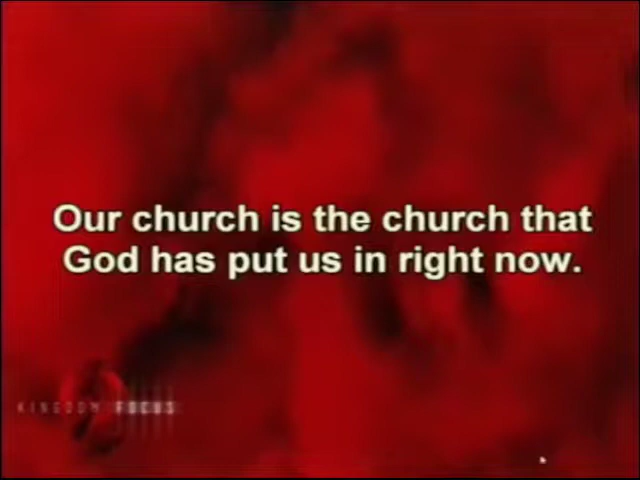 Our church is the church that
God has put us in right now.
KINGDOM FOCUS